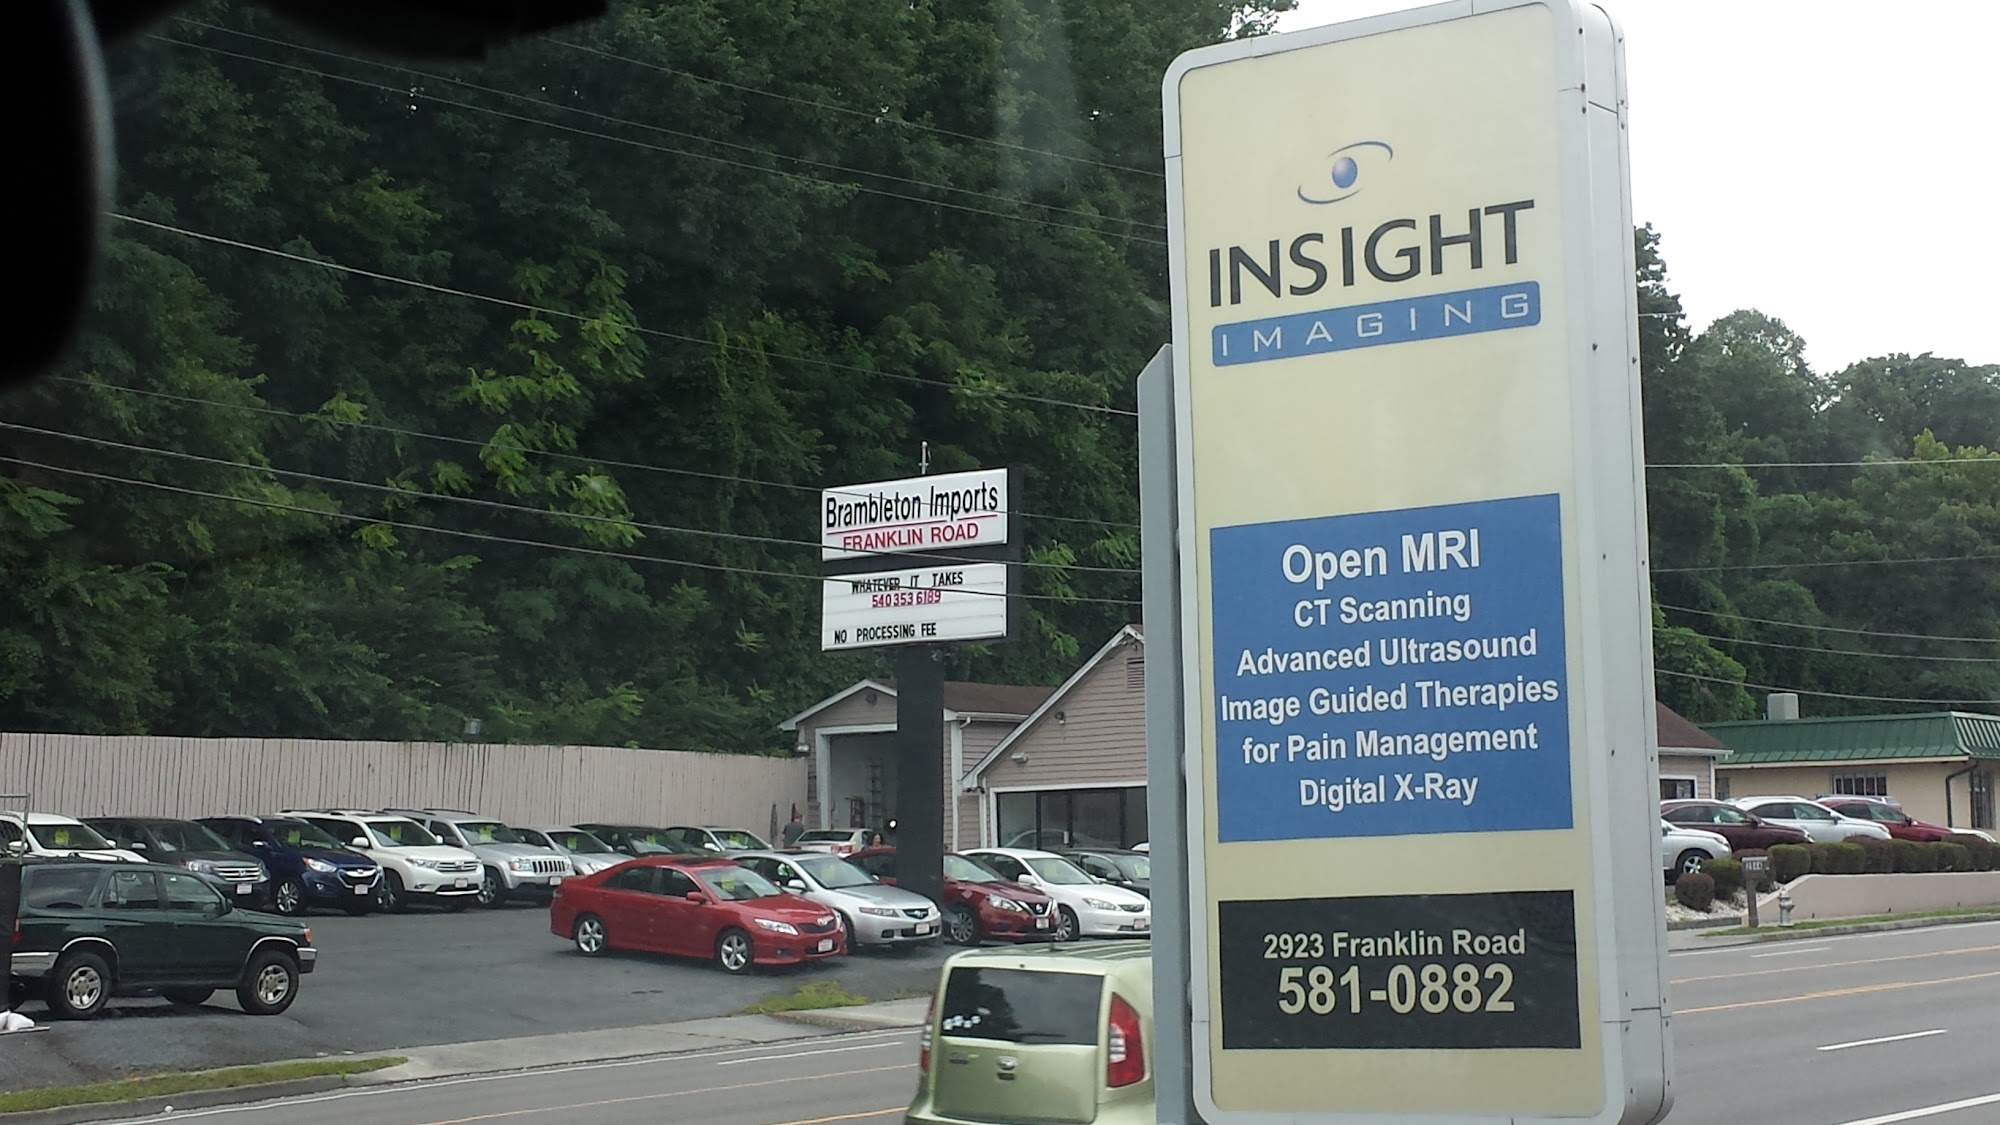 Brambleton Imports
FRANKLIN ROAD
WHATEVER IT TAKES
540 353 6189
NO PROCESSING FEE
INSIGHT
IMAGING
Open MRI
CT Scanning
Advanced Ultrasound
Image Guided Therapies
for Pain Management
Digital X-Ray
2923 Franklin Road
581-0882